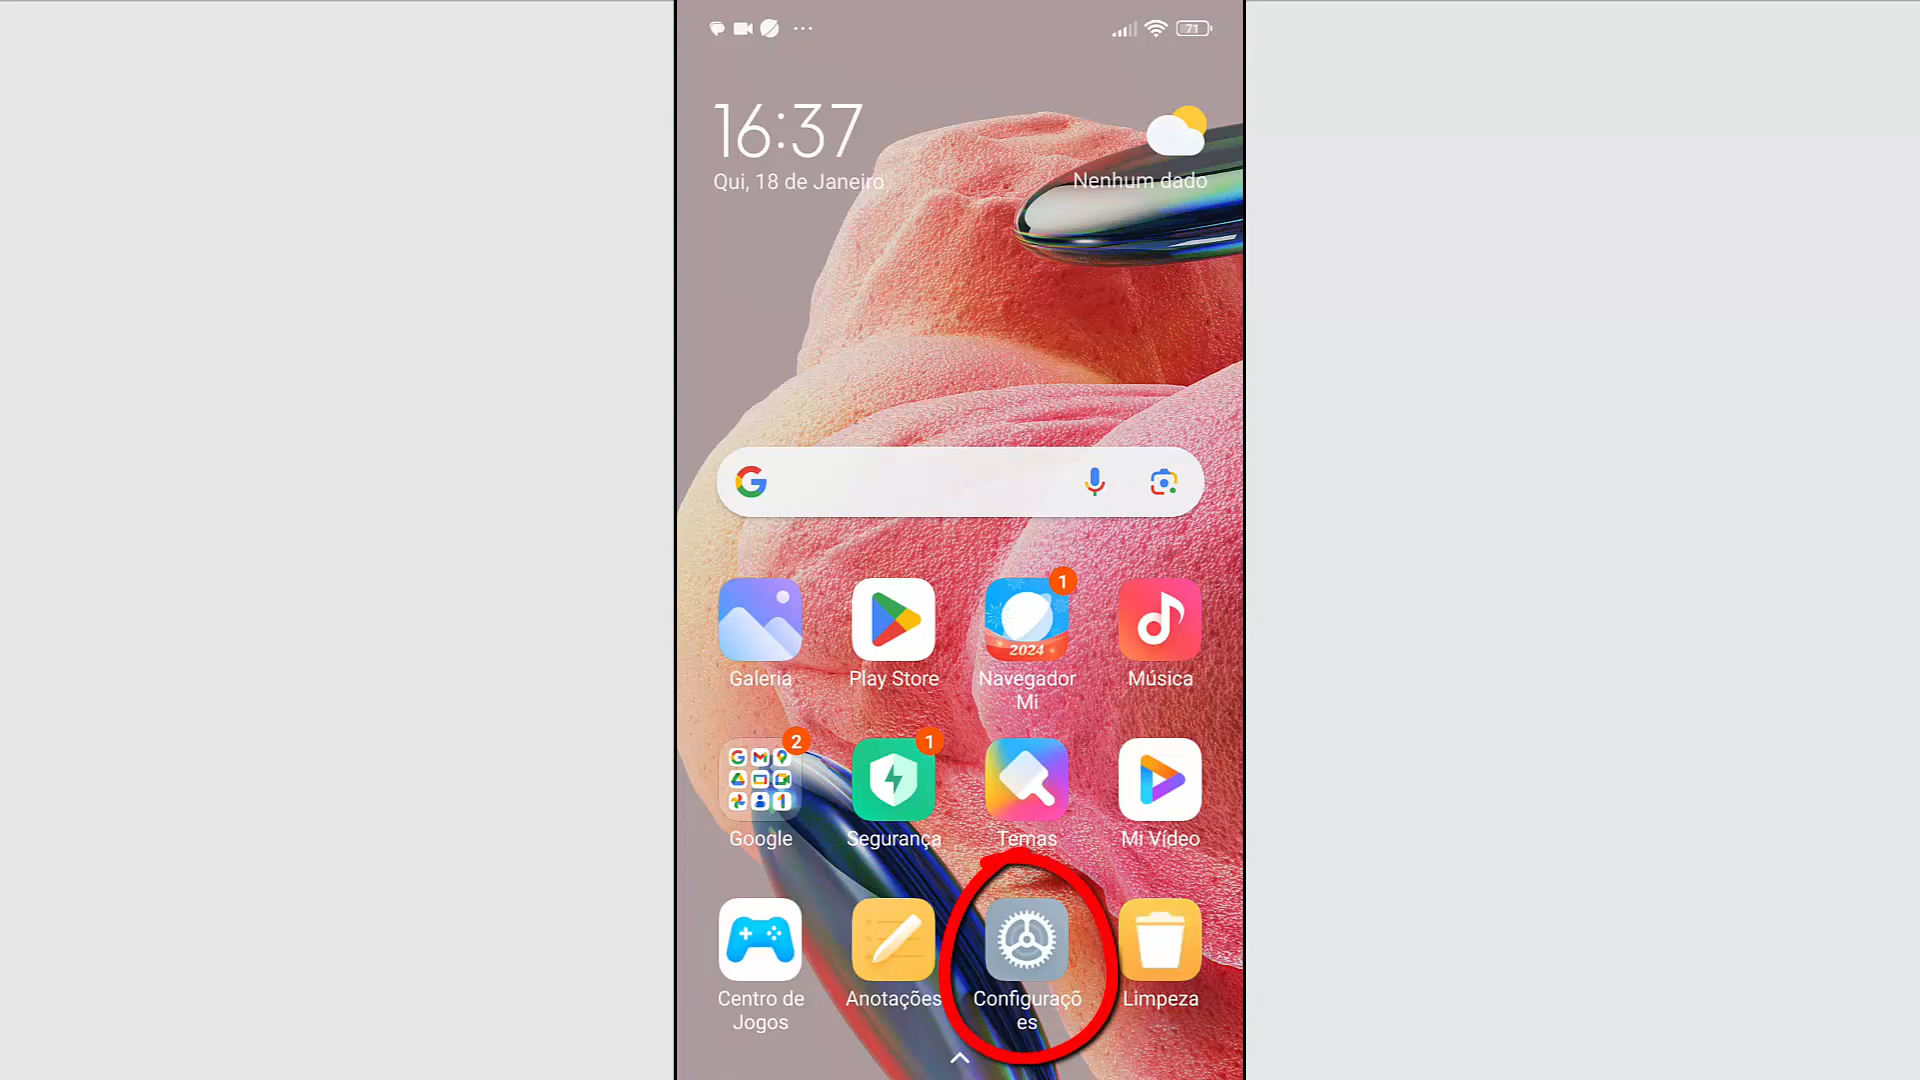 71
16:37
Qui, 18 de Janeiro
Nenhum dado
1
2024
Galeria
Play Store
Navegador
Mi
Música
2
1
Google
Segurança
Temas
Mi Vídeo
Centro de
Jogos
Anotações
Configuraçõ
es
Limpeza